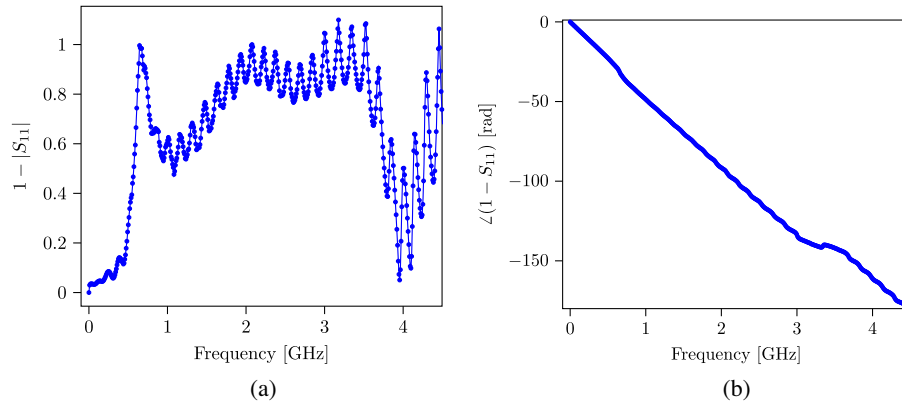 1
0.8
0.6
0.4
0.2
0
1 − |S11|
0 1 2 3 4
Frequency [GHz]
(a)
0
−50
−100
−150
∠(1 − S11) [rad]
0 1 2 3 4
Frequency [GHz]
(b)